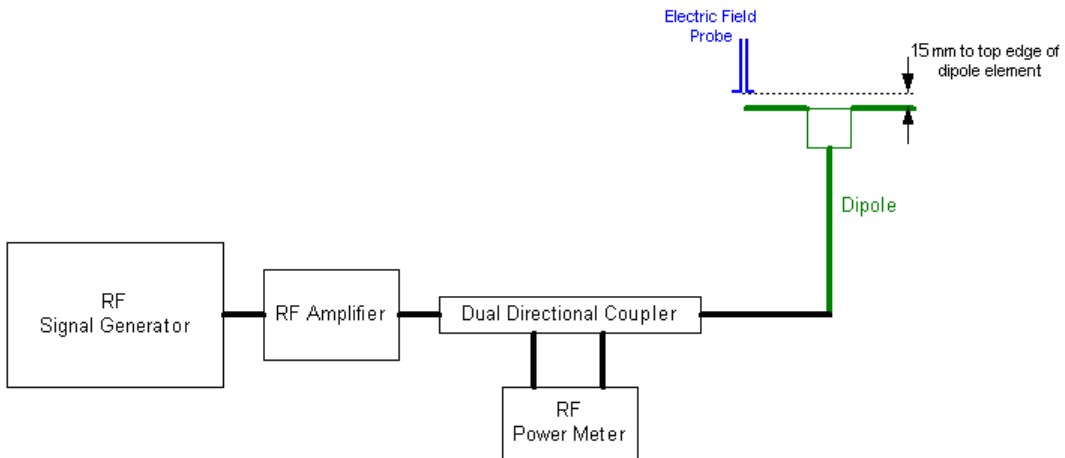 Electric Field
Probe
15 mm to top edge of
dipole element
Dipole
RF
Signal Generator
RF Amplifier
Dual Directional Coupler
RF
Power Meter